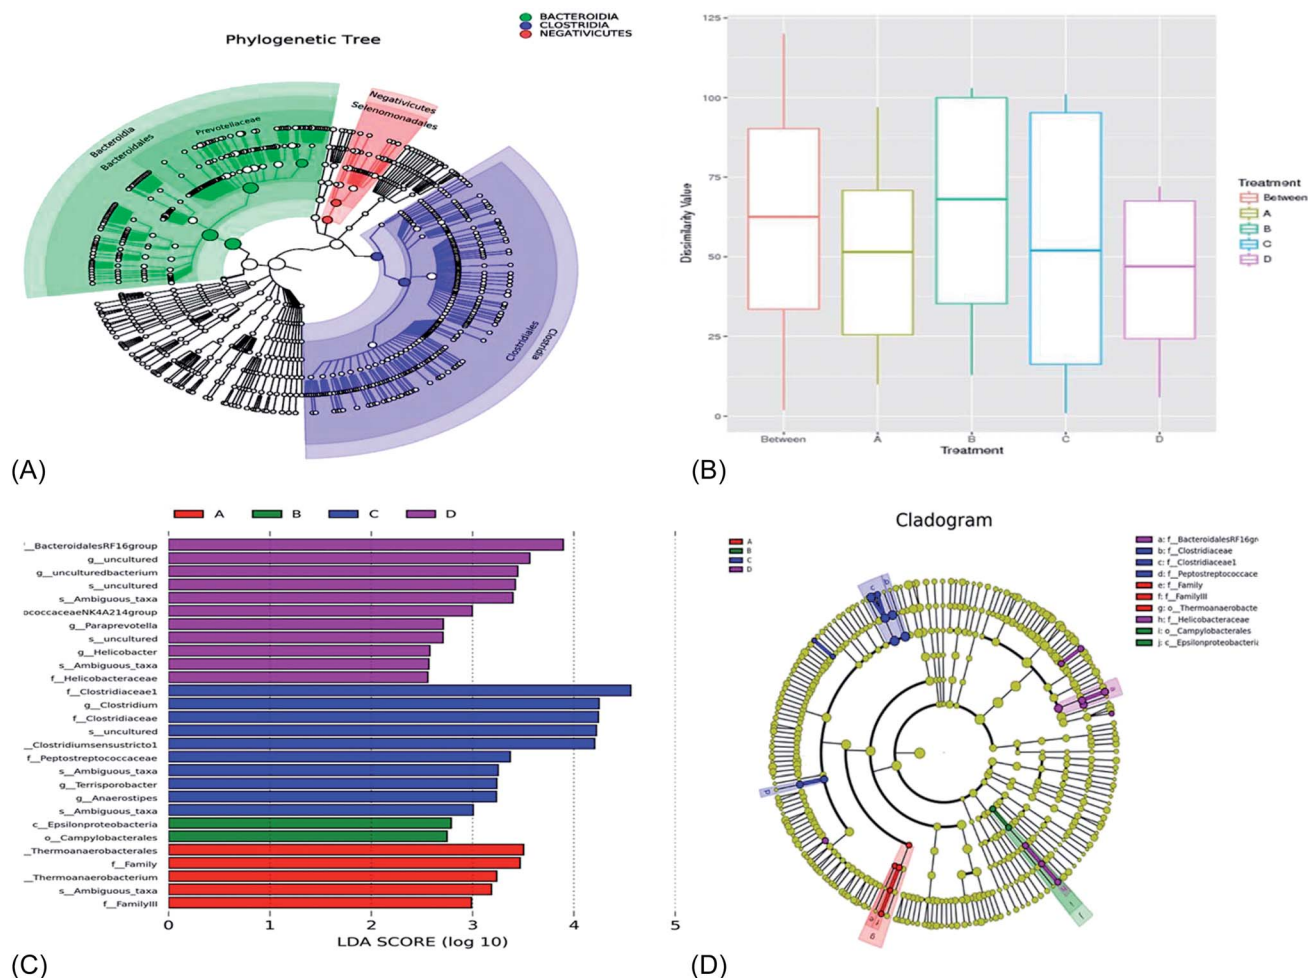 BACTEROIDIA
CLOSTRIDIA
NEGATIVICUTES
Phylogenetic Tree
Negativicutes
Selenomonadales
Prevotellaceae
Bacteroidia
Bacteroidales
Clostridiales
Clostridia
(A)
125
100
75
50
25
0
Dissimilarity Value
Between
A
B
C
D
Treatment
Treatment
Between
A
B
C
D
(B)
A
B
C
D
__BacteroidalesRF16group
g__uncultured
g__unculturedbacterium
s__uncultured
s__Ambiguous_taxa
ococcaceaeNK4A214group
g__Paraprevotella
s__uncultured
g__Helicobacter
s__Ambiguous_taxa
f__Helicobacteraceae
f__Clostridiaceae1
g__Clostridium
f__Clostridiaceae
s__uncultured
__Clostridiumsensustricto1
f__Peptostreptococcaceae
s__Ambiguous_taxa
g__Terrisporobacter
g__Anaerostipes
s__Ambiguous_taxa
c__Epsilonproteobacteria
o__Campylobacterales
_Thermoanaerobacterales
f__Family
_Thermoanaerobacterium
s__Ambiguous_taxa
f__FamilyIII
0
1
2
3
4
5
LDA SCORE (log 10)
(C)
Cladogram
A
B
C
D
a: f__BacteroidalesRF16gr
b: f__Clostridiaceae
c: f__Clostridiaceae1
d: f__Peptostreptococcace
e: f__Family
f: f__FamilyIII
g: o__Thermoanaerobacte
h: f__Helicobacteraceae
i: o__Campylobacterales
j: c__Epsilonproteobacteria
c
b
a
d
e
f
g
h
i
j
(D)